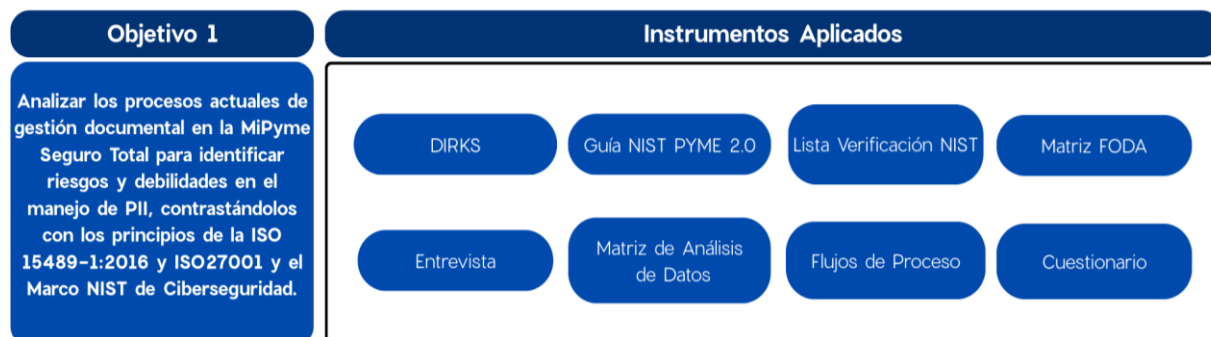 Objetivo 1
Instrumentos Aplicados
Analizar los procesos actuales de
gestión documental en la MiPyme
Seguro Total para identificar
riesgos y debilidades en el
manejo de PII, contrastándolos
con los principios de la ISO
15489-1:2016 y ISO27001 y el
Marco NIST de Ciberseguridad.
DIRKS
Guía NIST PYME 2.0
Lista Verificación NIST
Matriz FODA
Entrevista
Matriz de Análisis
de Datos
Flujos de Proceso
Cuestionario